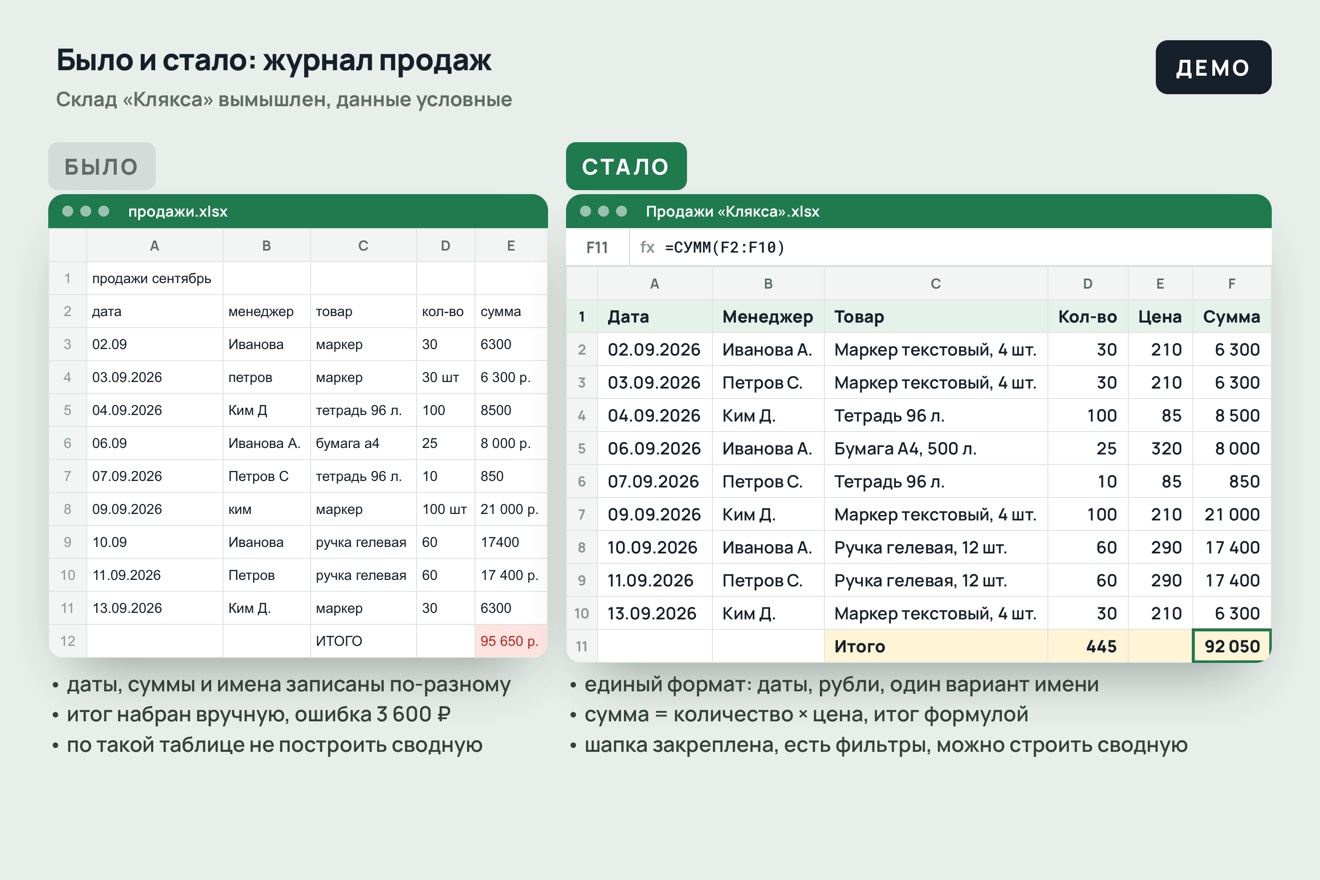 Было и стало: журнал продаж
ДЕМО
Склад «Клякса» вымышлен, данные условные
БЫЛО
продажи.xlsx
A B C D E
1 продажи сентябрь
2 дата менеджер товар кол-во сумма
3 02.09 Иванова маркер 30 6300
4 03.09.2026 петров маркер 30 шт 6 300 р.
5 04.09.2026 Ким Д тетрадь 96 л. 100 8500
6 06.09 Иванова А. бумага а4 25 8 000 р.
7 07.09.2026 Петров С тетрадь 96 л. 10 850
8 09.09.2026 ким маркер 100 шт 21 000 р.
9 10.09 Иванова ручка гелевая 60 17400
10 11.09.2026 Петров ручка гелевая 60 17 400 р.
11 13.09.2026 Ким Д. маркер 30 6300
12 ИТОГО 95 650 р.
• даты, суммы и имена записаны по-разному
• итог набран вручную, ошибка 3 600 ₽
• по такой таблице не построить сводную
СТАЛО
Продажи «Клякса».xlsx
F11 fx =СУММ(F2:F10)
A B C D E F
1 Дата Менеджер Товар Кол-во Цена Сумма
2 02.09.2026 Иванова А. Маркер текстовый, 4 шт. 30 210 6 300
3 03.09.2026 Петров С. Маркер текстовый, 4 шт. 30 210 6 300
4 04.09.2026 Ким Д. Тетрадь 96 л. 100 85 8 500
5 06.09.2026 Иванова А. Бумага А4, 500 л. 25 320 8 000
6 07.09.2026 Петров С. Тетрадь 96 л. 10 85 850
7 09.09.2026 Ким Д. Маркер текстовый, 4 шт. 100 210 21 000
8 10.09.2026 Иванова А. Ручка гелевая, 12 шт. 60 290 17 400
9 11.09.2026 Петров С. Ручка гелевая, 12 шт. 60 290 17 400
10 13.09.2026 Ким Д. Маркер текстовый, 4 шт. 30 210 6 300
11 Итого 445 92 050
• единый формат: даты, рубли, один вариант имени
• сумма = количество × цена, итог формулой
• шапка закреплена, есть фильтры, можно строить сводную